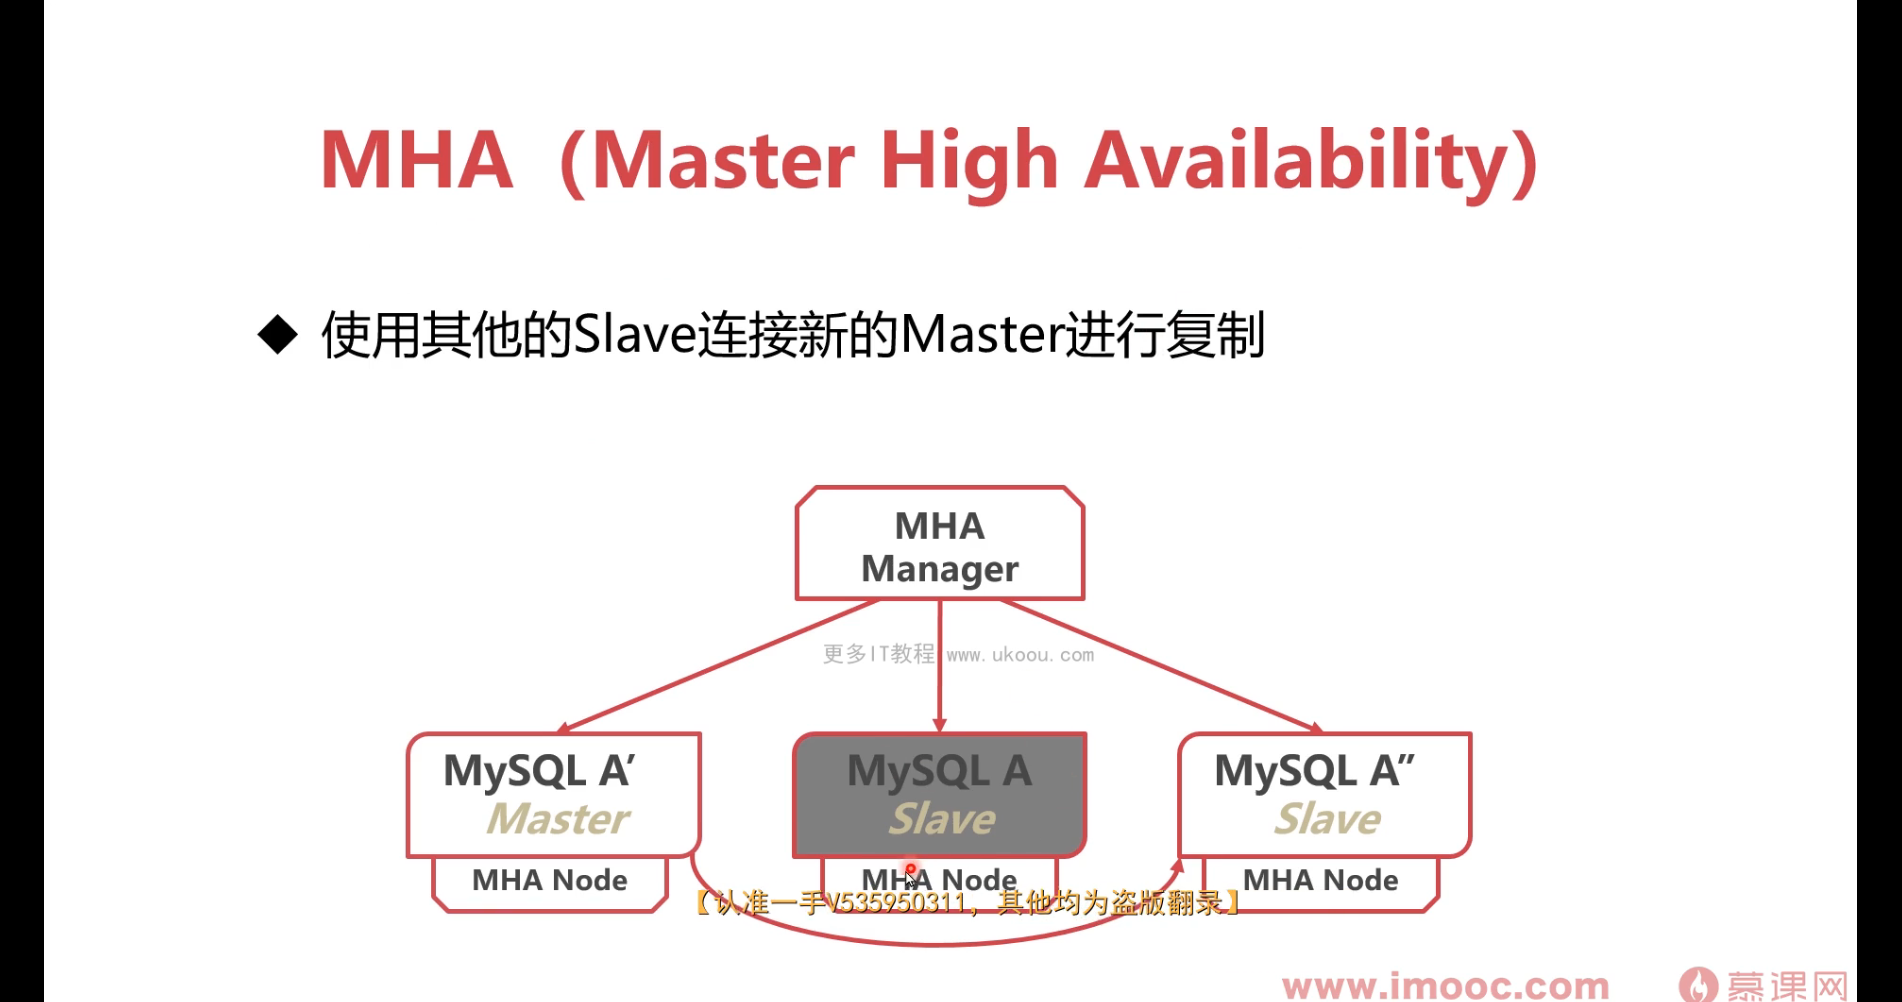 MHA（Master High Availability）
◆ 使用其他的Slave连接新的Master进行复制
MHA
Manager
更多IT教程 www.ukoou.com
MySQL A′
Master
MHA Node
MySQL A
Slave
MHA Node
MySQL A″
Slave
MHA Node
【认准一手V535950311，其他均为盗版翻录】
www.imooc.com
慕课网